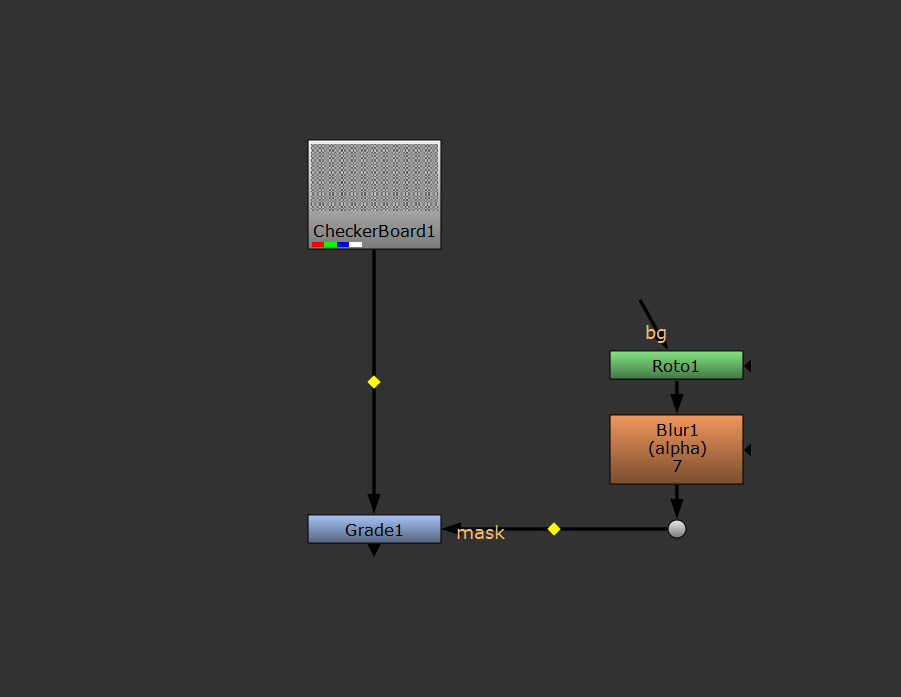 CheckerBoard1
bg
Roto1
Blur1
(alpha)
7
Grade1
mask